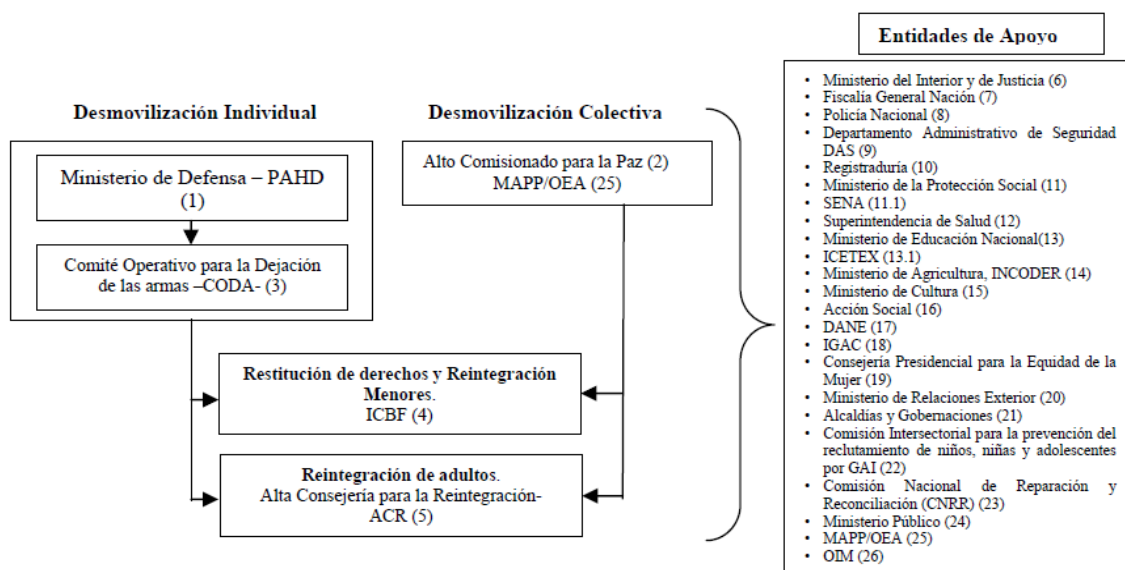 Desmovilización Individual
Ministerio de Defensa – PAHD
(1)
Comité Operativo para la Dejación
de las armas –CODA- (3)
Desmovilización Colectiva
Alto Comisionado para la Paz (2)
MAPP/OEA (25)
Restitución de derechos y Reintegración
Menores.
ICBF (4)
Reintegración de adultos.
Alta Consejería para la Reintegración-
ACR (5)
Entidades de Apoyo
• Ministerio del Interior y de Justicia (6)
• Fiscalía General Nación (7)
• Policía Nacional (8)
• Departamento Administrativo de Seguridad
DAS (9)
• Registraduría (10)
• Ministerio de la Protección Social (11)
• SENA (11.1)
• Superintendencia de Salud (12)
• Ministerio de Educación Nacional(13)
• ICETEX (13.1)
• Ministerio de Agricultura, INCODER (14)
• Ministerio de Cultura (15)
• Acción Social (16)
• DANE (17)
• IGAC (18)
• Consejería Presidencial para la Equidad de la
Mujer (19)
• Ministerio de Relaciones Exterior (20)
• Alcaldías y Gobernaciones (21)
• Comisión Intersectorial para la prevención del
reclutamiento de niños, niñas y adolescentes
por GAI (22)
• Comisión Nacional de Reparación y
Reconciliación (CNRR) (23)
• Ministerio Público (24)
• MAPP/OEA (25)
• OIM (26)